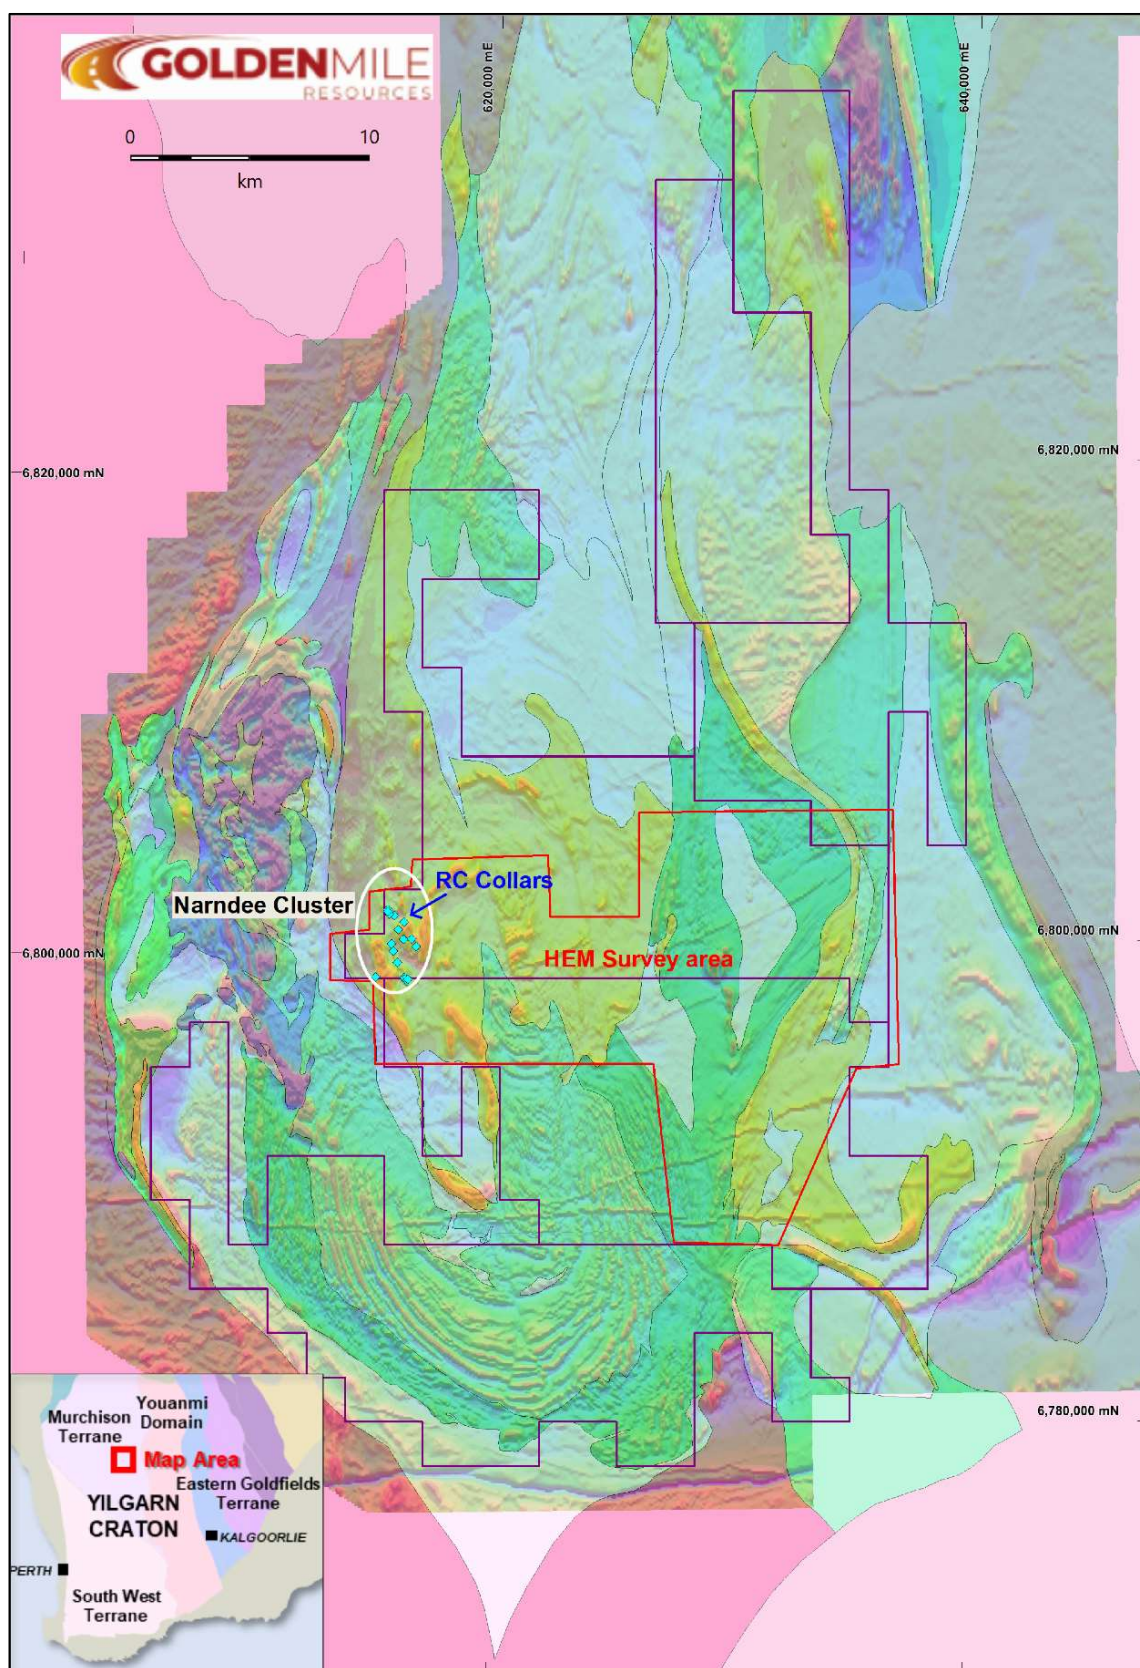 GOLDENMILE
RESOURCES
0 10
km
620,000 mE
640,000 mE
6,820,000 mN
6,820,000 mN
RC Collars
Narndee Cluster
HEM Survey area
6,800,000 mN
6,800,000 mN
6,780,000 mN
Murchison
Terrane
Youanmi
Domain
Map Area
Eastern Goldfields
Terrane
YILGARN
CRATON
KALGOORLIE
PERTH
South West
Terrane